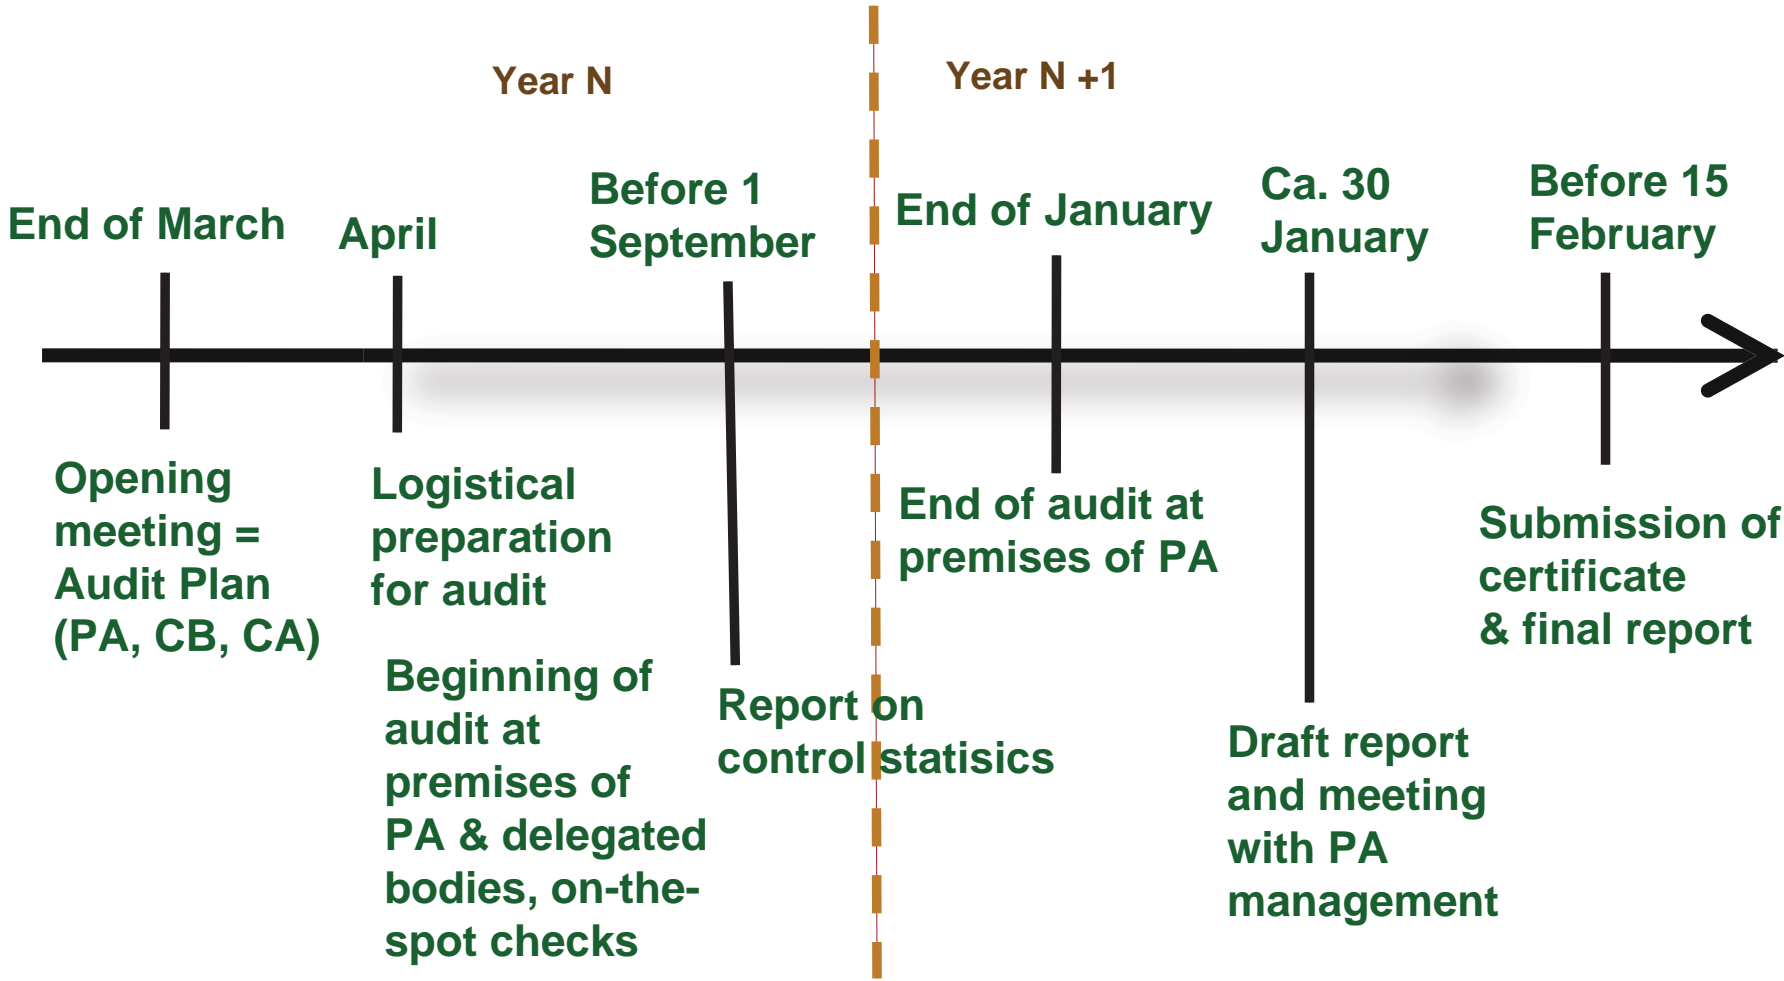 Year N
Year N +1
End of March
April
Before 1
September
End of January
Ca. 30
January
Before 15
February
Opening
meeting =
Audit Plan
(PA, CB, CA)
Logistical
preparation
for audit
Beginning of
audit at
premises of
PA & delegated
bodies, on-the-
spot checks
Report on
control statisics
End of audit at
premises of PA
Draft report
and meeting
with PA
management
Submission of
certificate
& final report